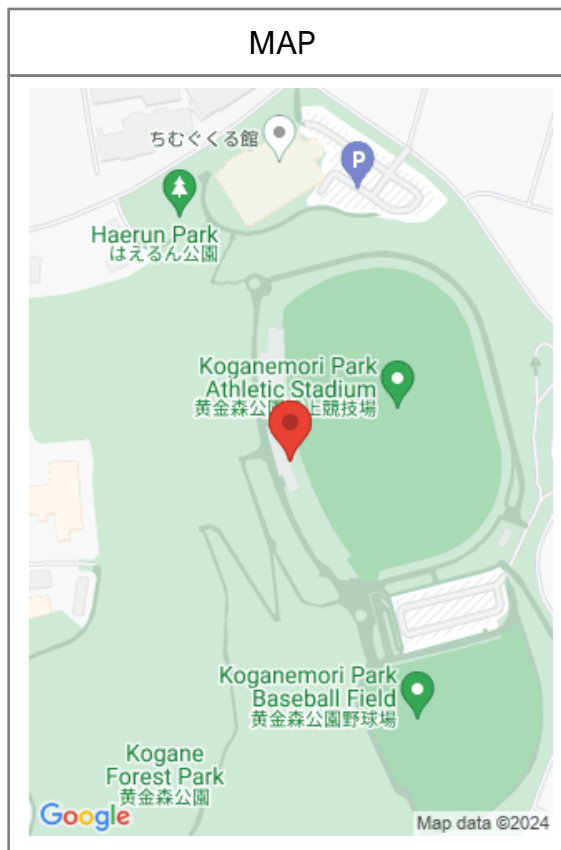 MAP
ちむぐくる館
P
Haerun Park
はえるん公園
Koganemori Park
Athletic Stadium
黄金森公園 上競技場
Koganemori Park
Baseball Field
黄金森公園野球場
Kogane
Forest Park
黄金森公園
Google
Map data ©2024